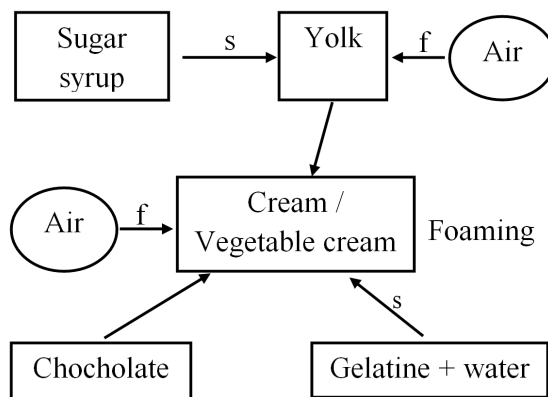 Sugar
syrup
s
Yolk
f
Air
Air
f
Cream /
Vegetable cream
Foaming
s
Chocholate
Gelatine + water